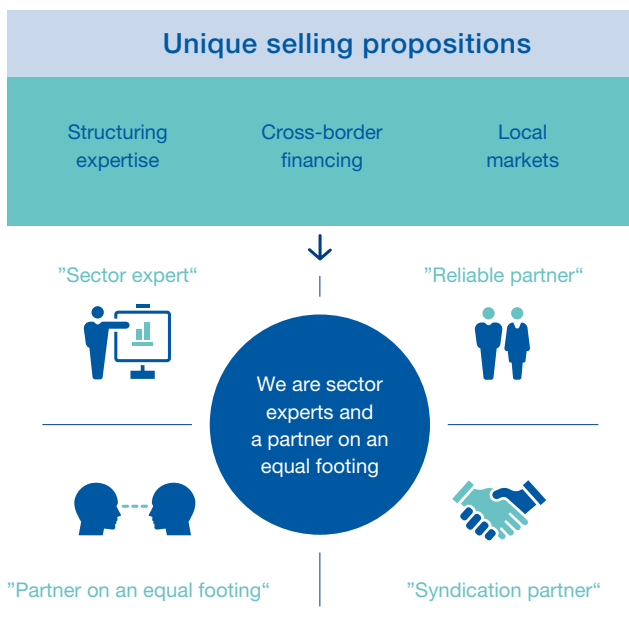 Unique selling propositions
Structuring
expertise
Cross-border
financing
Local
markets
”Sector expert“
”Reliable partner“
We are sector
experts and
a partner on an
equal footing
”Partner on an equal footing“
”Syndication partner“